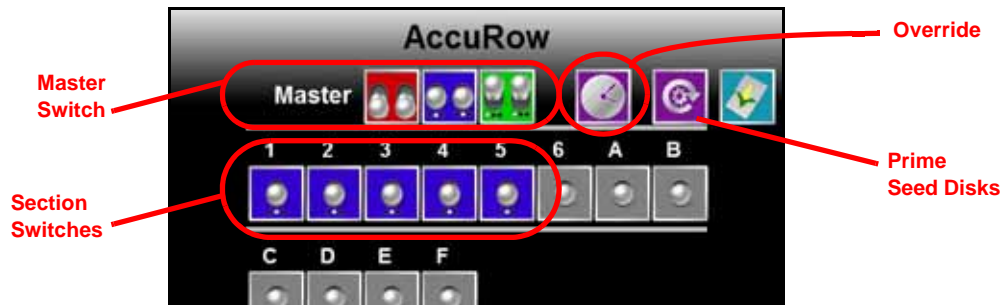 AccuRow
Override
Master
Switch
Master
1 2 3 4 5 6 A B
Prime
Seed Disks
Section
Switches
C D E F